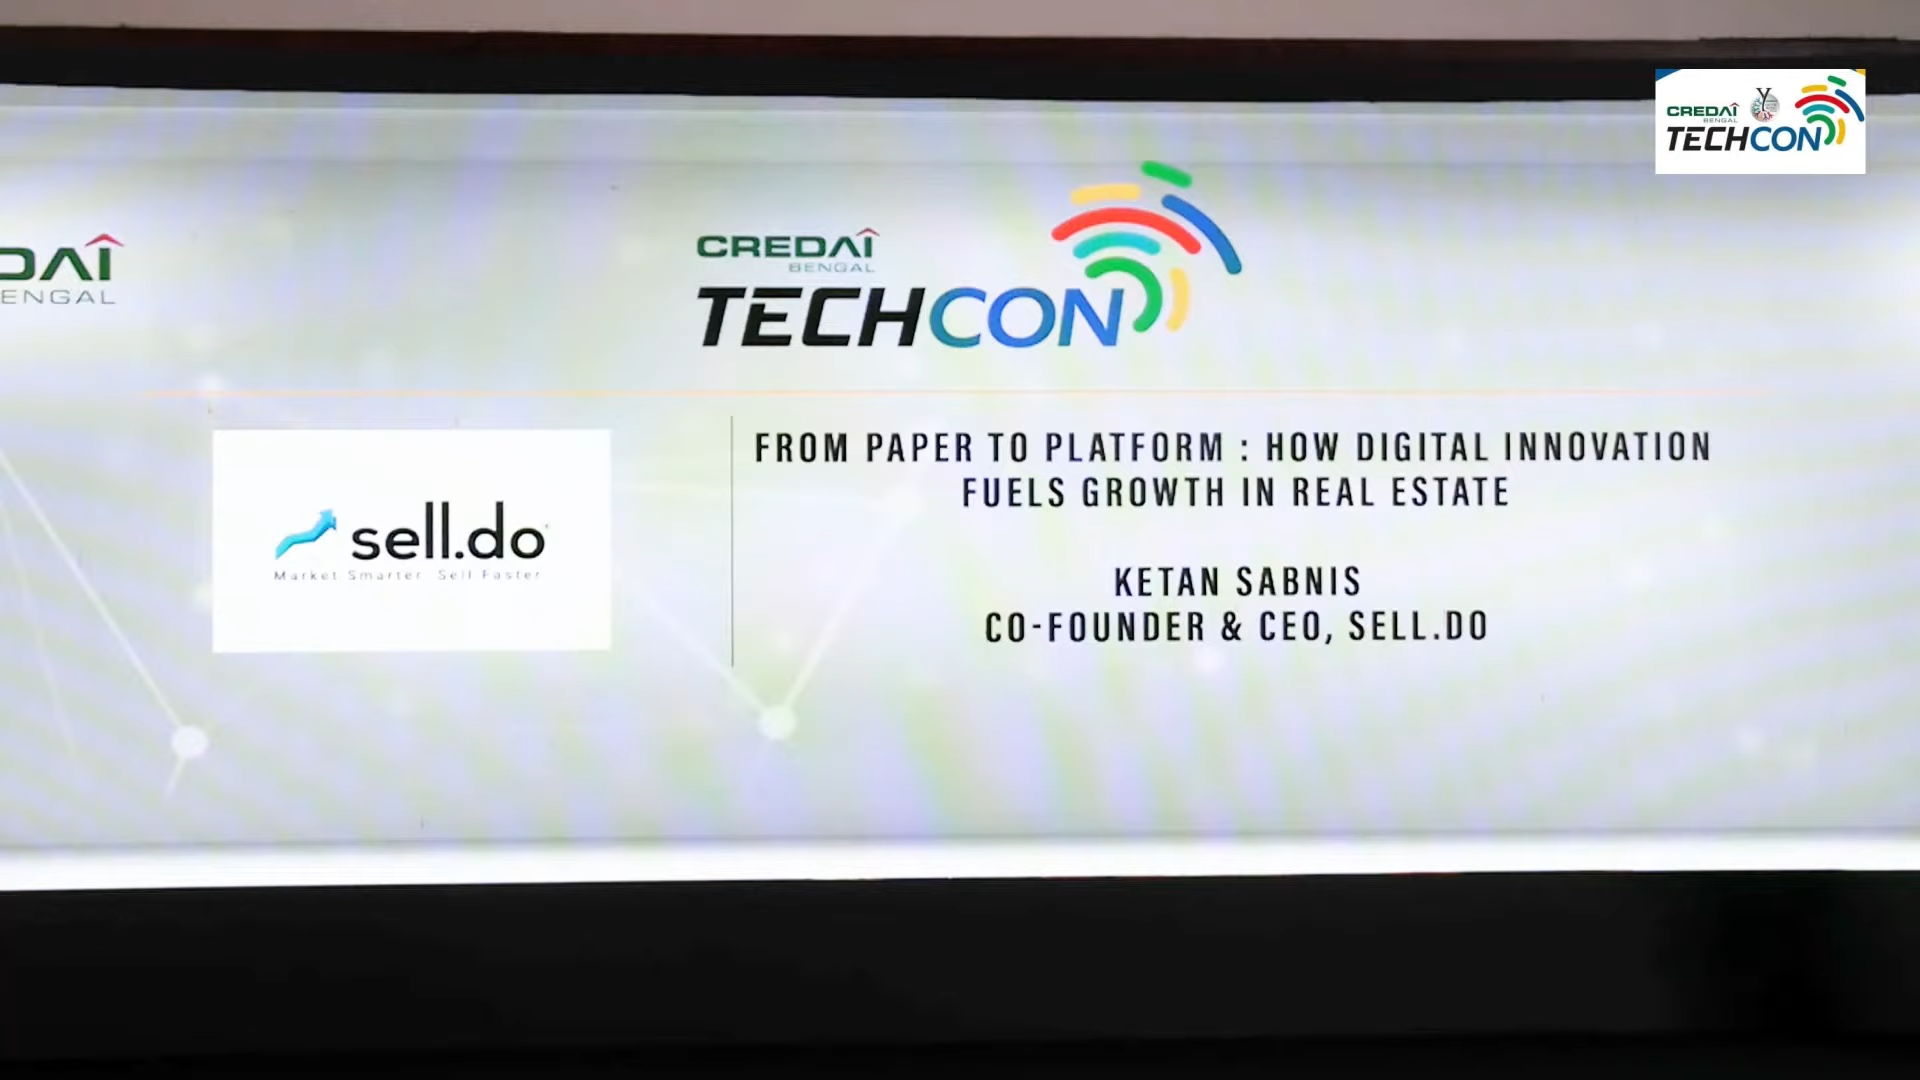 CREDAI
BENGAL
TECHCON
DAI
ENGAL
CREDAI
BENGAL
TECHCON
sell.do
Market Smarter Sell Faster
FROM PAPER TO PLATFORM : HOW DIGITAL INNOVATION
FUELS GROWTH IN REAL ESTATE
KETAN SABNIS
CO-FOUNDER & CEO, SELL.DO